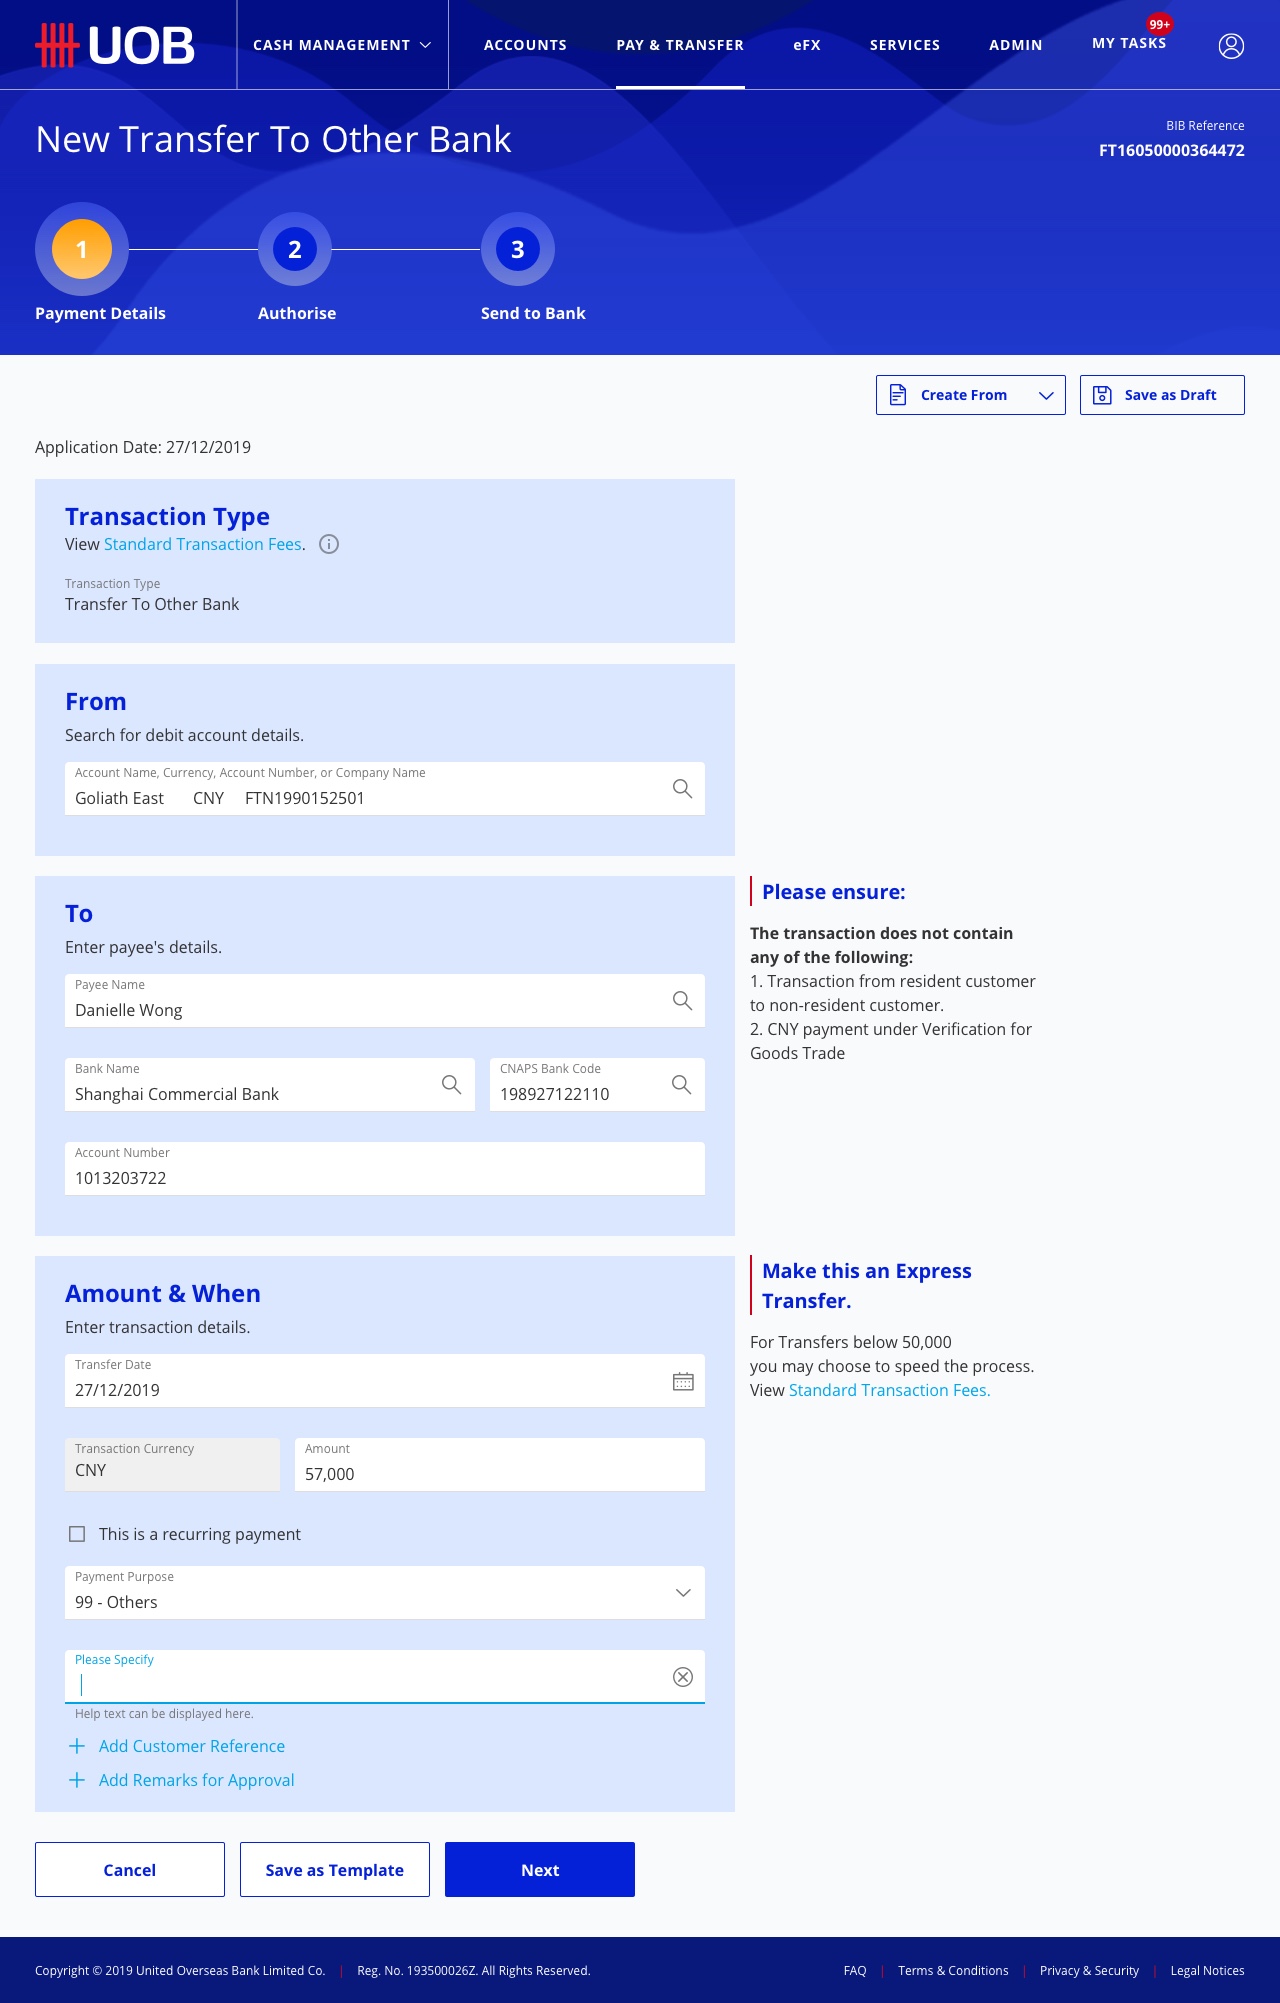 UOB
CASH MANAGEMENT
ACCOUNTS
PAY & TRANSFER
eFX
SERVICES
ADMIN
MY TASKS
99+
New Transfer To Other Bank
BIB Reference
FT16050000364472
1
2
3
Payment Details
Authorise
Send to Bank
Create From
Save as Draft
Application Date: 27/12/2019
Transaction Type
View Standard Transaction Fees.
Transaction Type
Transfer To Other Bank
From
Search for debit account details.
Account Name, Currency, Account Number, or Company Name
Goliath East CNY FTN1990152501
To
Enter payee's details.
Payee Name
Danielle Wong
Bank Name
Shanghai Commercial Bank
CNAPS Bank Code
198927122110
Account Number
1013203722
Please ensure:
The transaction does not contain
any of the following:
1. Transaction from resident customer
to non-resident customer.
2. CNY payment under Verification for
Goods Trade
Amount & When
Enter transaction details.
Transfer Date
27/12/2019
Transaction Currency
CNY
Amount
57,000
This is a recurring payment
Payment Purpose
99 - Others
Please Specify
Help text can be displayed here.
Add Customer Reference
Add Remarks for Approval
Make this an Express
Transfer.
For Transfers below 50,000
you may choose to speed the process.
View Standard Transaction Fees.
Cancel
Save as Template
Next
Copyright © 2019 United Overseas Bank Limited Co. | Reg. No. 193500026Z. All Rights Reserved.
FAQ | Terms & Conditions | Privacy & Security | Legal Notices